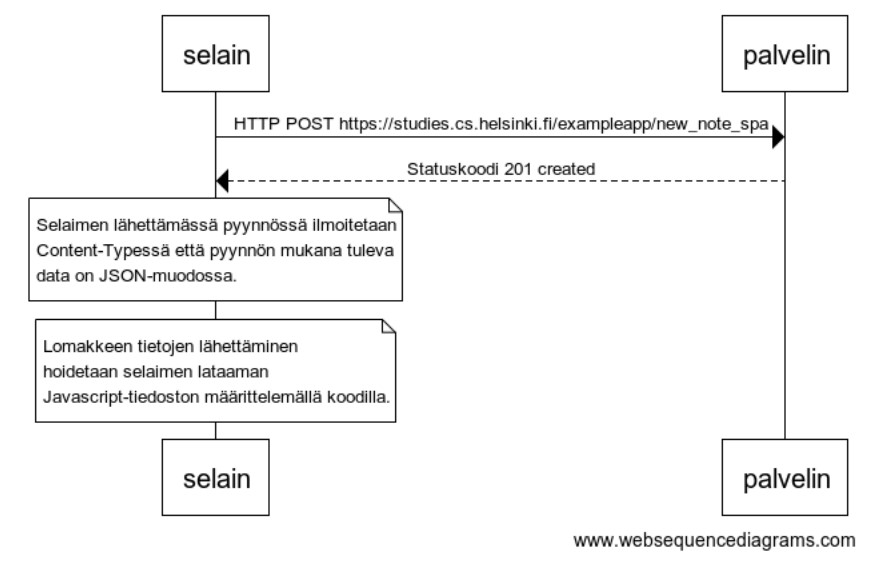 selain
palvelin
HTTP POST https://studies.cs.helsinki.fi/exampleapp/new_note_spa
Statuskoodi 201 created
Selaimen lähettämässä pyynnössä ilmoitetaan
Content-Typessä että pyynnön mukana tuleva
data on JSON-muodossa.
Lomakkeen tietojen lähettäminen
hoidetaan selaimen lataaman
Javascript-tiedoston määrittelemällä koodilla.
selain
palvelin
www.websequencediagrams.com